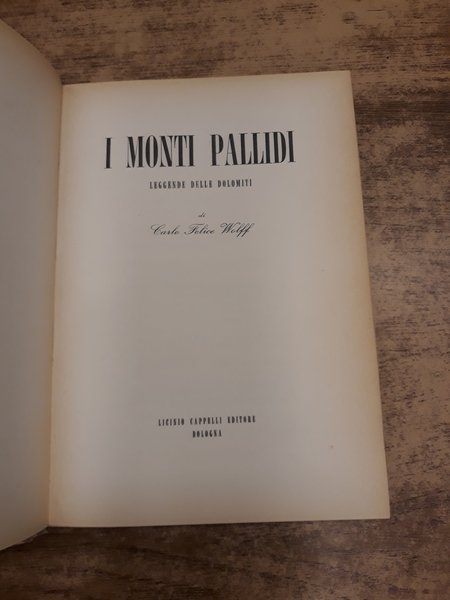 I MONTI PALLIDI
LEGGENDE DELLE DOLOMITI
di
Carlo Felice Wolff
LICINIO CAPPELLI EDITORE
BOLOGNA